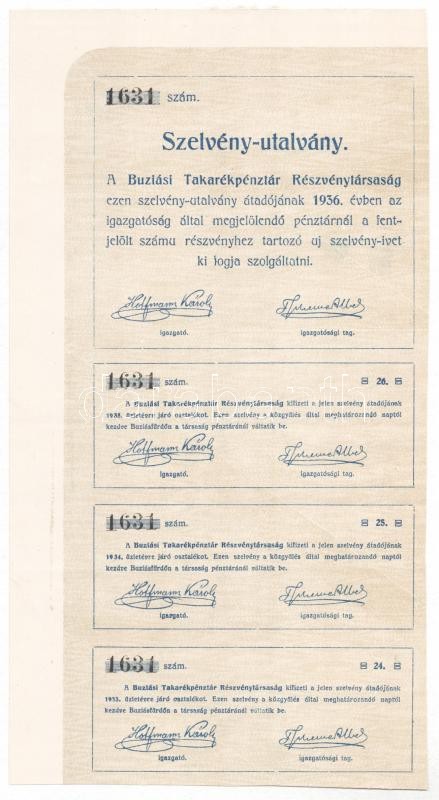 1631 szám.
Szelvény-utalvány.
A Buziási Takarékpénztár Részvénytársaság
ezen szelvény-utalvány átadójának 1936. évben az
igazgatóság által megjelölendő pénztárnál a fent-
jelölt számu részvényhez tartozó uj szelvény-ivet
ki fogja szolgáltatni.
Hoffmann Károly
igazgató. igazgatósági tag.
1631 szám. 26.
A Buziási Takarékpénztár Részvénytársaság kifizeti a jelen szelvény átadójának
1935. üzletévre járó osztalékot. Ezen szelvény a közgyűlés által meghatározandó naptól
kezdve Buziásfürdőn a társaság pénztáránál váltatik be.
Hoffmann Károly
igazgató. igazgatósági tag.
1631 szám. 25.
A Buziási Takarékpénztár Részvénytársaság kifizeti a jelen szelvény átadójának
1934. üzletévre járó osztalékot. Ezen szelvény a közgyűlés által meghatározandó naptól
kezdve Buziásfürdőn a társaság pénztáránál váltatik be.
Hoffmann Károly
igazgató. igazgatósági tag.
1631 szám. 24.
A Buziási Takarékpénztár Részvénytársaság kifizeti a jelen szelvény átadójának
1933. üzletévre járó osztalékot. Ezen szelvény a közgyűlés által meghatározandó naptól
kezdve Buziásfürdőn a társaság pénztáránál váltatik be.
Hoffmann Károly
igazgató. igazgatósági tag.